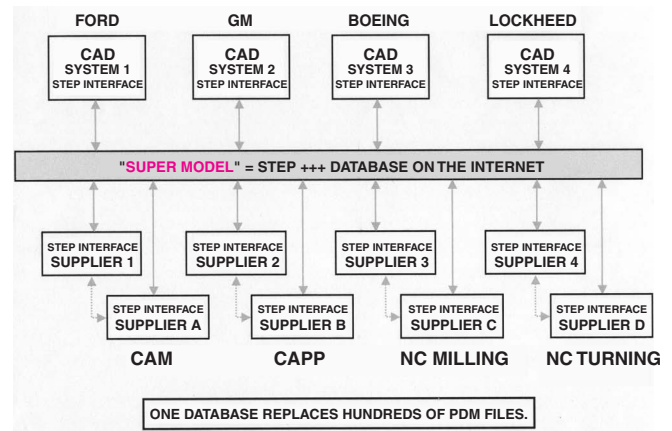 FORD GM BOEING LOCKHEED
CAD CAD CAD CAD
SYSTEM 1 SYSTEM 2 SYSTEM 3 SYSTEM 4
STEP INTERFACE STEP INTERFACE STEP INTERFACE STEP INTERFACE
"SUPER MODEL" = STEP +++ DATABASE ON THE INTERNET
STEP INTERFACE STEP INTERFACE STEP INTERFACE STEP INTERFACE
SUPPLIER 1 SUPPLIER 2 SUPPLIER 3 SUPPLIER 4
STEP INTERFACE STEP INTERFACE STEP INTERFACE STEP INTERFACE
SUPPLIER A SUPPLIER B SUPPLIER C SUPPLIER D
CAM CAPP NC MILLING NC TURNING
ONE DATABASE REPLACES HUNDREDS OF PDM FILES.